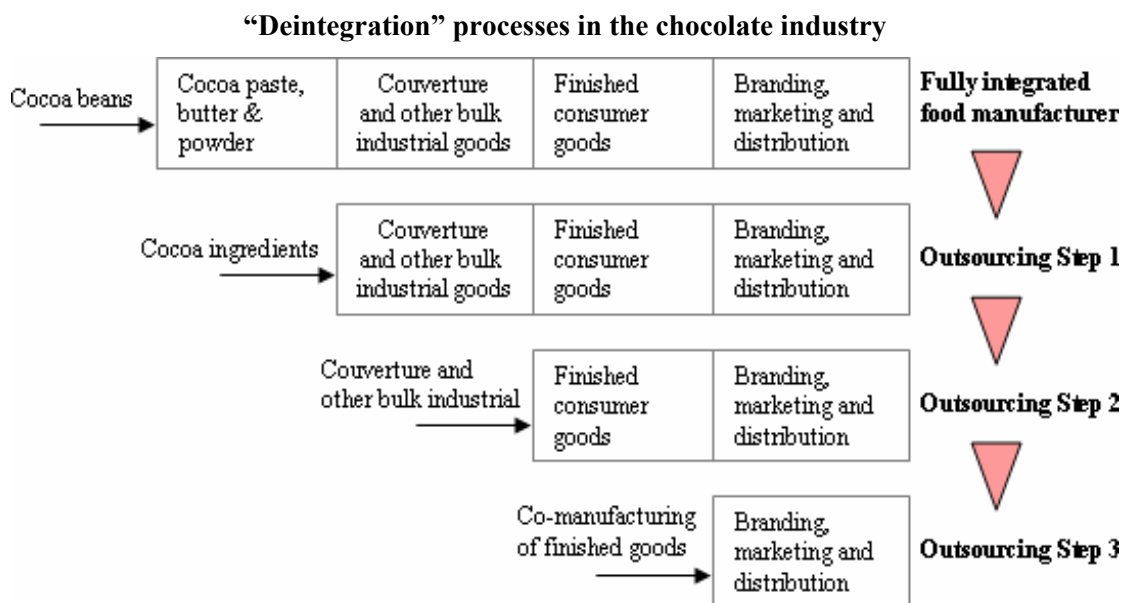 “Deintegration” processes in the chocolate industry
Cocoa beans
Cocoa paste,
butter &
powder
Couverture
and other bulk
industrial goods
Finished
consumer
goods
Branding,
marketing and
distribution
Fully integrated
food manufacturer
Cocoa ingredients
Couverture
and other bulk
industrial goods
Finished
consumer
goods
Branding,
marketing and
distribution
Outsourcing Step 1
Couverture and
other bulk industrial
Finished
consumer
goods
Branding,
marketing and
distribution
Outsourcing Step 2
Co-manufacturing
of finished goods
Branding,
marketing and
distribution
Outsourcing Step 3